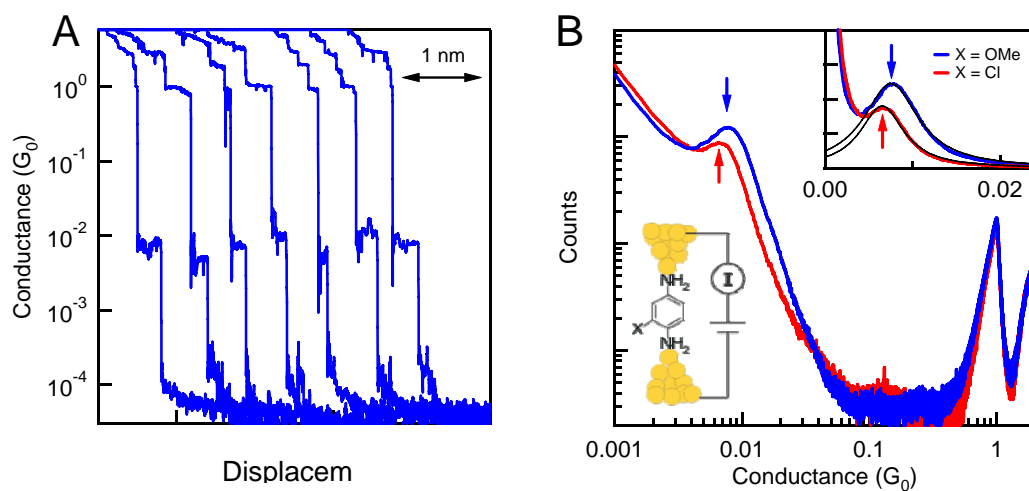 A
1 nm
10^0
10^-1
10^-2
10^-3
10^-4
Conductance (G₀)
Displacem
B
X = OMe
X = Cl
0.00
0.02
Counts
NH₂
I
X
NH₂
0.001
0.01
0.1
1
Conductance (G₀)